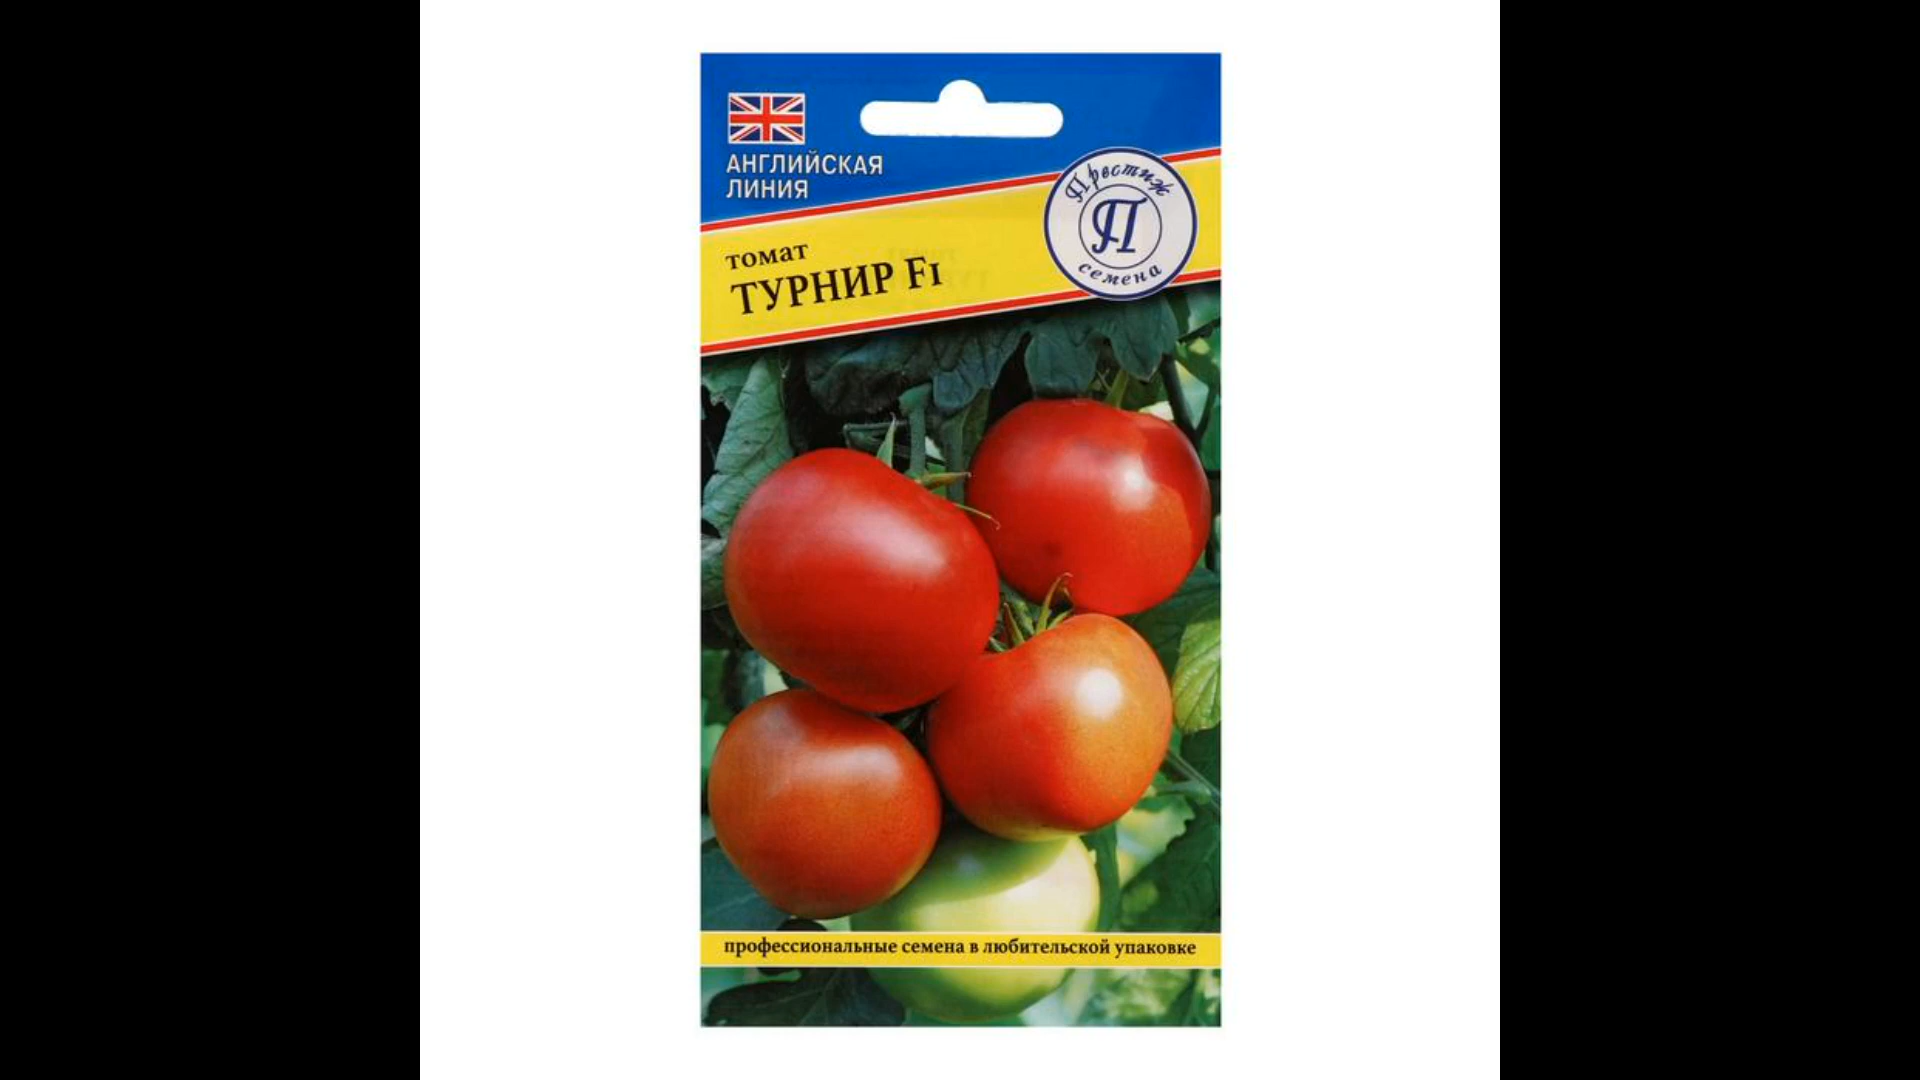 АНГЛИЙСКАЯ
ЛИНИЯ
Престиж
П
семена
томат
ТУРНИР F1
профессиональные семена в любительской упаковке